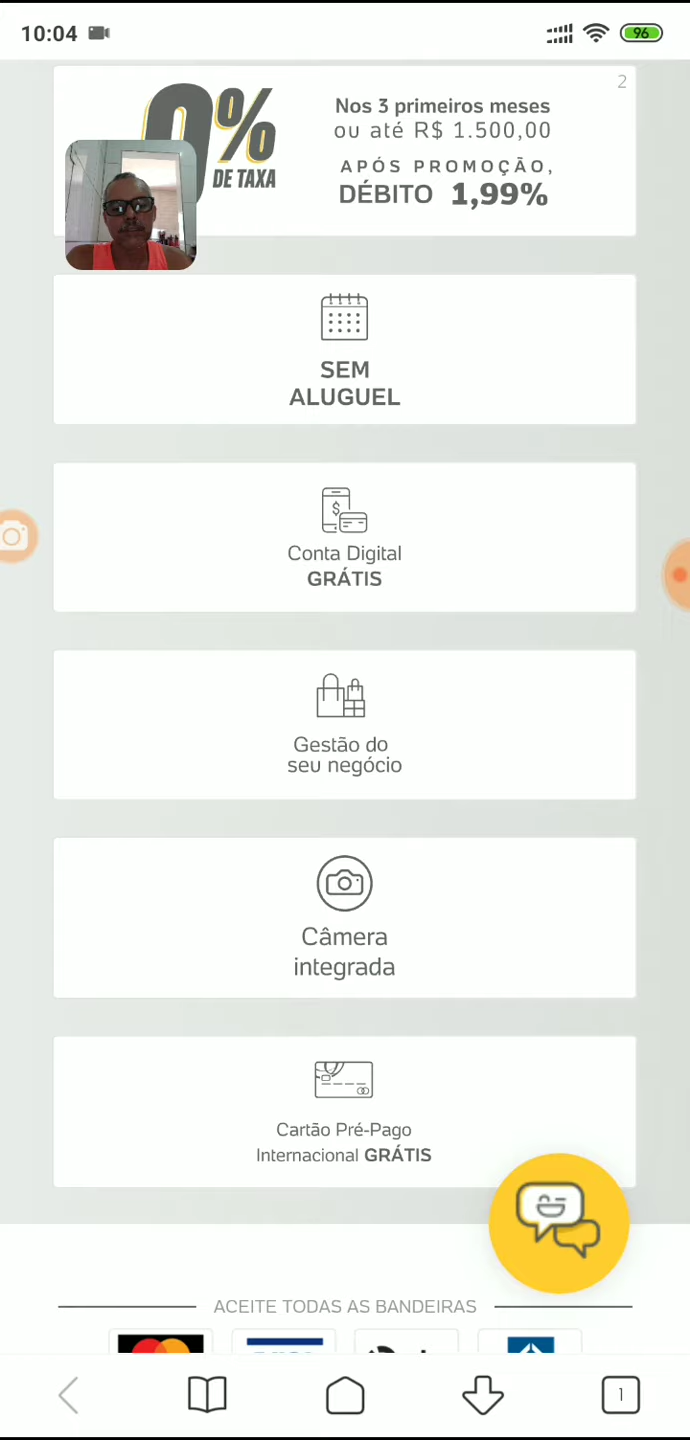 10:04
96
2
0%
DE TAXA
Nos 3 primeiros meses
ou até R$ 1.500,00
APÓS PROMOÇÃO,
DÉBITO 1,99%
SEM
ALUGUEL
$
Conta Digital
GRÁTIS
Gestão do
seu negócio
Câmera
integrada
Cartão Pré-Pago
Internacional GRÁTIS
ACEITE TODAS AS BANDEIRAS
1